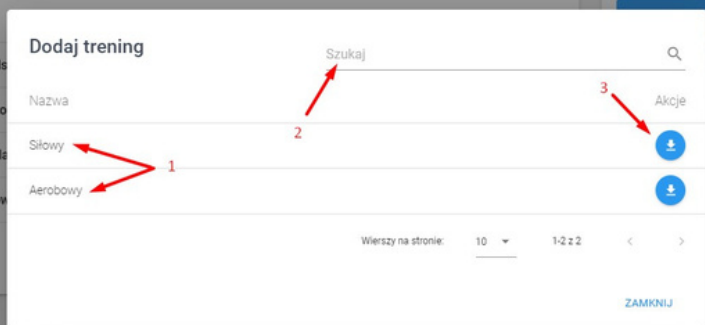 Dodaj trening
Szukaj
3
Nazwa
Akcje
2
Siłowy
1
Aerobowy
Wierszy na stronie: 10 1-2 z 2
ZAMKNIJ